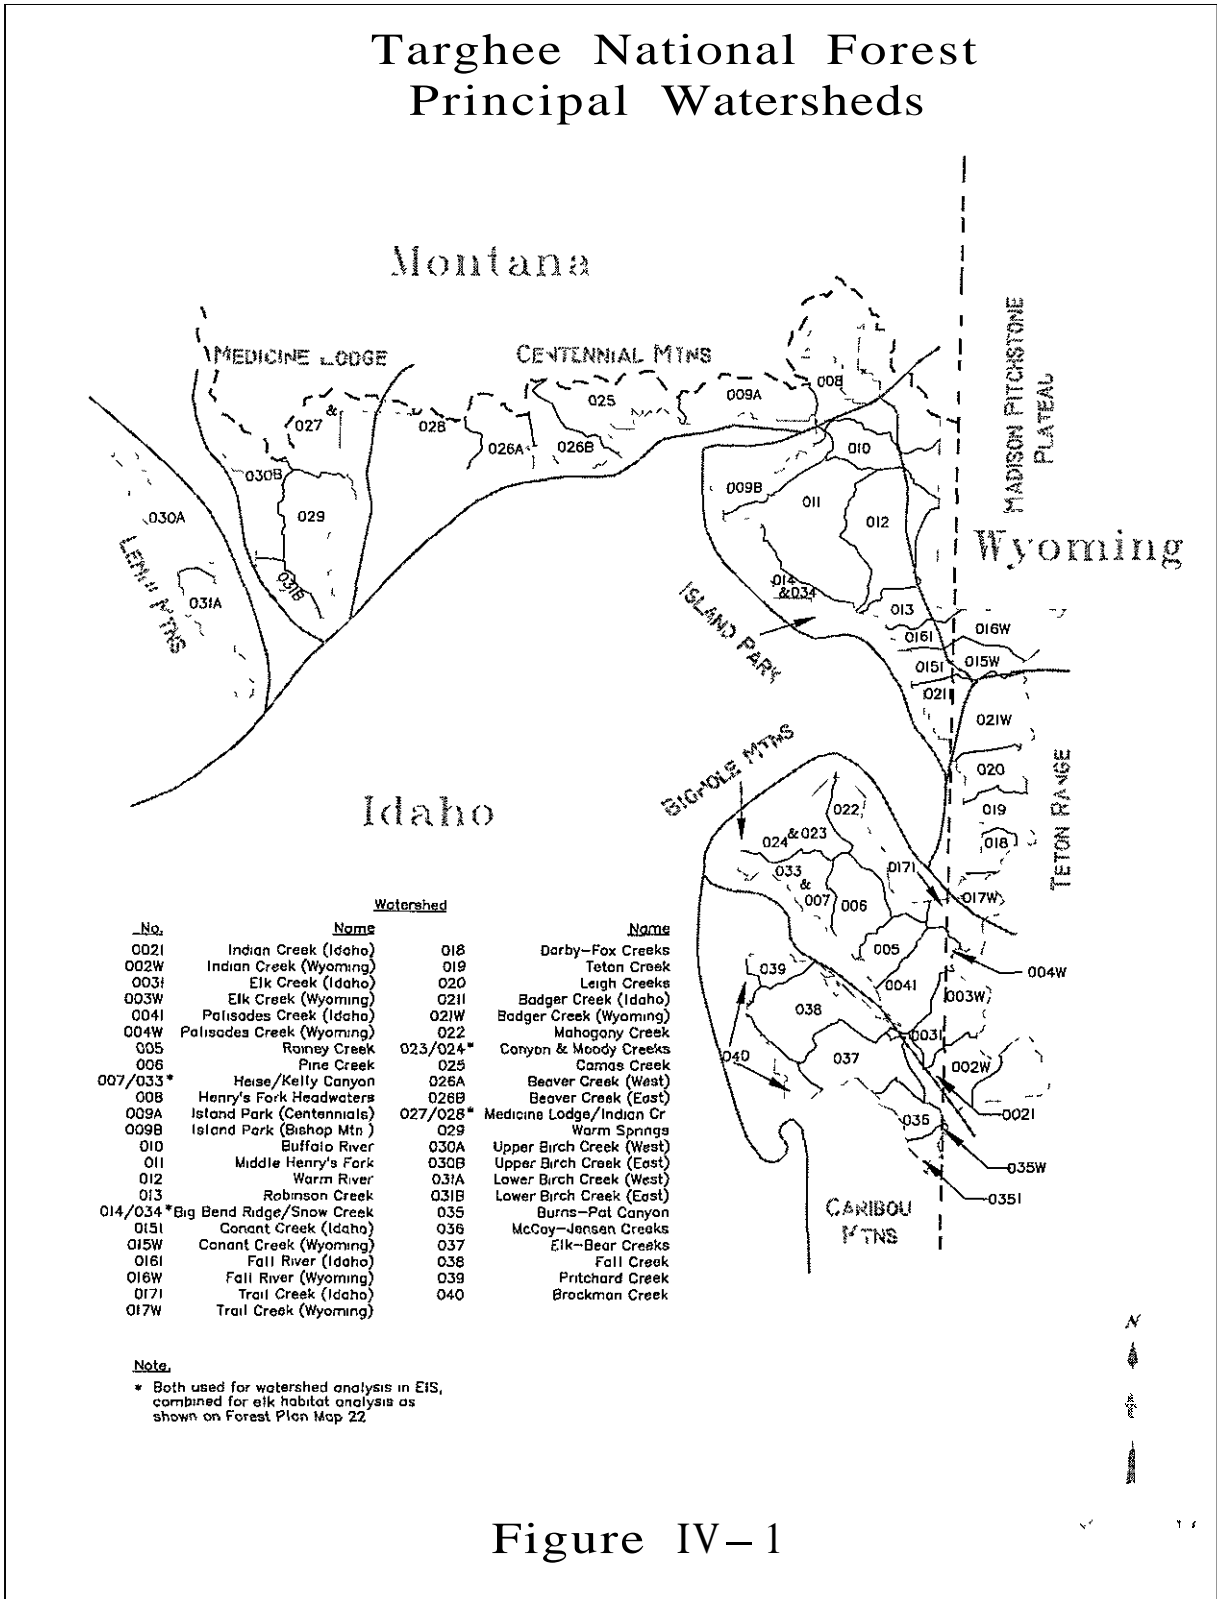 Targhee National Forest
Principal Watersheds
Montana
MEDICINE LODGE
CENTENNIAL MTNS
MADISON PITCHSTONE
PLATEAU
008
025
009A
027
&
028
026A
026B
010
030B
009B
011
029
012
030A
Wyoming
LEMHI MTNS
014
&034
031B
031A
ISLAND PARK
013
016I
016W
015I
015W
021I
021W
BIGHOLE MTNS
020
TETON RANGE
Idaho
019
022
024 & 023
018
033
&
007
017I
006
017W
Watershed
No. Name Name
002I Indian Creek (Idaho) 018 Darby-Fox Creeks
002W Indian Creek (Wyoming) 019 Teton Creek
003I Elk Creek (Idaho) 020 Leigh Creeks
003W Elk Creek (Wyoming) 021I Badger Creek (Idaho)
004I Palisades Creek (Idaho) 021W Badger Creek (Wyoming)
004W Palisades Creek (Wyoming) 022 Mahogony Creek
005 Rainey Creek 023/024* Canyon & Moody Creeks
006 Pine Creek 025 Camas Creek
007/033* Heise/Kelly Canyon 026A Beaver Creek (West)
008 Henry's Fork Headwaters 026B Beaver Creek (East)
009A Island Park (Centennials) 027/028* Medicine Lodge/Indian Cr
009B Island Park (Bishop Mtn ) 029 Warm Springs
010 Buffalo River 030A Upper Birch Creek (West)
011 Middle Henry's Fork 030B Upper Birch Creek (East)
012 Warm River 031A Lower Birch Creek (West)
013 Robinson Creek 031B Lower Birch Creek (East)
014/034* Big Bend Ridge/Snow Creek 035 Burns-Pat Canyon
015I Conant Creek (Idaho) 036 McCoy-Jensen Creeks
015W Conant Creek (Wyoming) 037 Elk-Bear Creeks
016I Fall River (Idaho) 038 Fall Creek
016W Fall River (Wyoming) 039 Pritchard Creek
017I Trail Creek (Idaho) 040 Brockman Creek
017W Trail Creek (Wyoming)
005
004W
039
004I
003W
038
003I
037
040
002W
002I
036
035W
035I
CARIBOU
MTNS
Note.
* Both used for watershed analysis in EIS,
combined for elk habitat analysis as
shown on Forest Plan Map 22
N
Figure IV-1